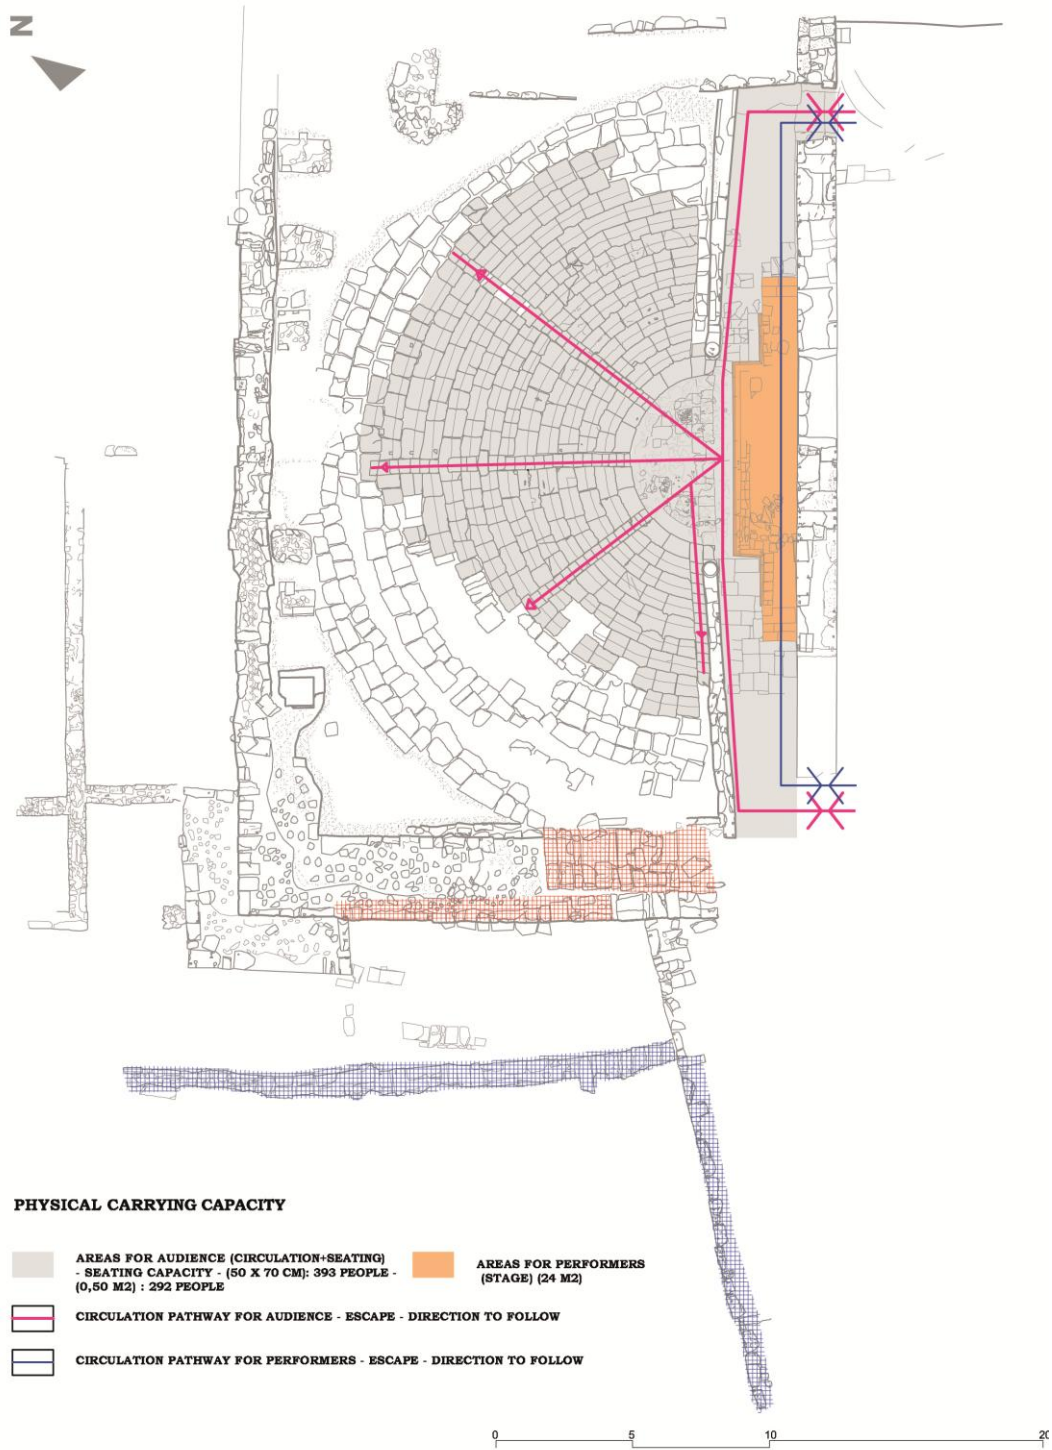 N
PHYSICAL CARRYING CAPACITY
AREAS FOR AUDIENCE (CIRCULATION+SEATING)
- SEATING CAPACITY - (50 X 70 CM): 393 PEOPLE -
(0,50 M2) : 292 PEOPLE
AREAS FOR PERFORMERS
(STAGE) (24 M2)
CIRCULATION PATHWAY FOR AUDIENCE - ESCAPE - DIRECTION TO FOLLOW
CIRCULATION PATHWAY FOR PERFORMERS - ESCAPE - DIRECTION TO FOLLOW
0 5 10 20